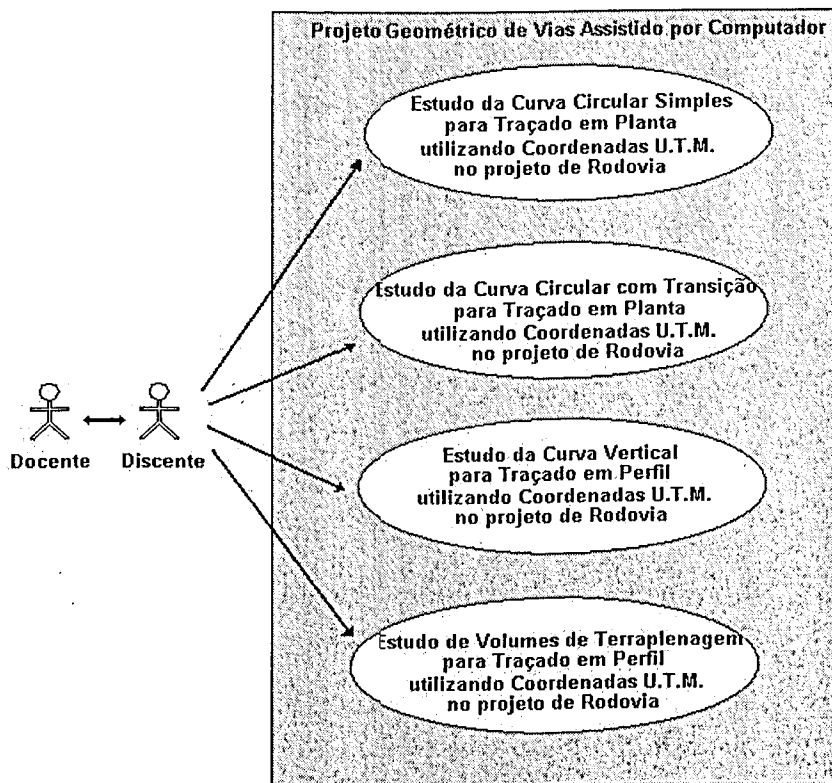 Projeto Geométrico de Vias Assistido por Computador
Estudo da Curva Circular Simples
para Traçado em Planta
utilizando Coordenadas U.T.M.
no projeto de Rodovia
Estudo da Curva Circular com Transição
para Traçado em Planta
utilizando Coordenadas U.T.M.
no projeto de Rodovia
Docente
Discente
Estudo da Curva Vertical
para Traçado em Perfil
utilizando Coordenadas U.T.M.
no projeto de Rodovia
Estudo de Volumes de Terraplenagem
para Traçado em Perfil
utilizando Coordenadas U.T.M.
no projeto de Rodovia